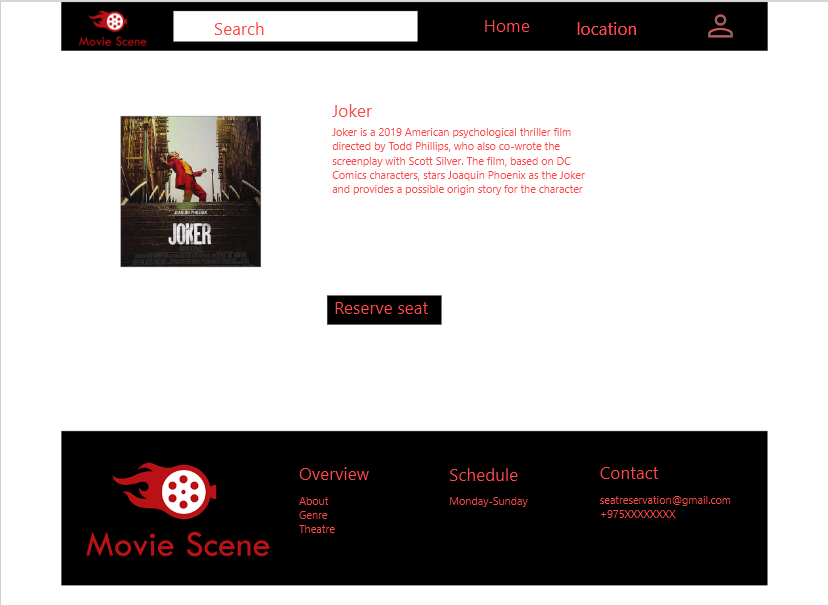 Movie Scene
Search
Home
location
Joker
Joker is a 2019 American psychological thriller film
directed by Todd Phillips, who also co-wrote the
screenplay with Scott Silver. The film, based on DC
Comics characters, stars Joaquin Phoenix as the Joker
and provides a possible origin story for the character
JOAQUIN PHOENIX
JOKER
Reserve seat
Movie Scene
Overview
About
Genre
Theatre
Schedule
Monday-Sunday
Contact
seatreservation@gmail.com
+975XXXXXXXX